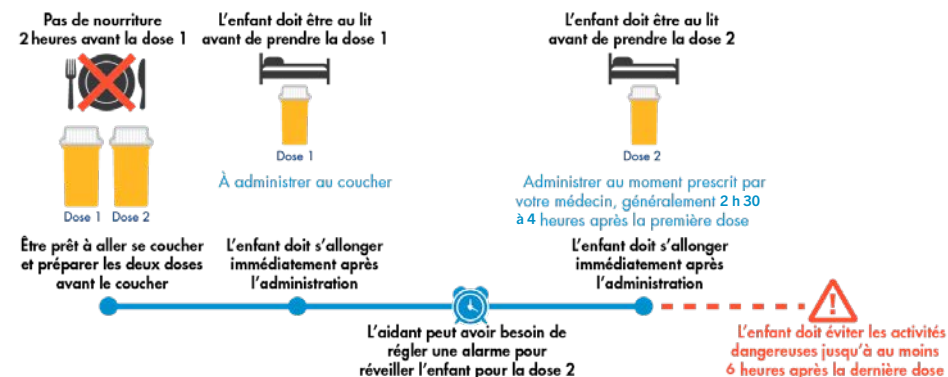 Pas de nourriture
2 heures avant la dose 1
Dose 1 Dose 2
Être prêt à aller se coucher
et préparer les deux doses
avant le coucher
L'enfant doit être au lit
avant de prendre la dose 1
Dose 1
À administrer au coucher
L'enfant doit s'allonger
immédiatement après
l'administration
L'aidant peut avoir besoin de
régler une alarme pour
réveiller l'enfant pour la dose 2
L'enfant doit être au lit
avant de prendre la dose 2
Dose 2
Administrer au moment prescrit par
votre médecin, généralement 2 h 30
à 4 heures après la première dose
L'enfant doit s'allonger
immédiatement après
l'administration
L'enfant doit éviter les activités
dangereuses jusqu'à au moins
6 heures après la dernière dose